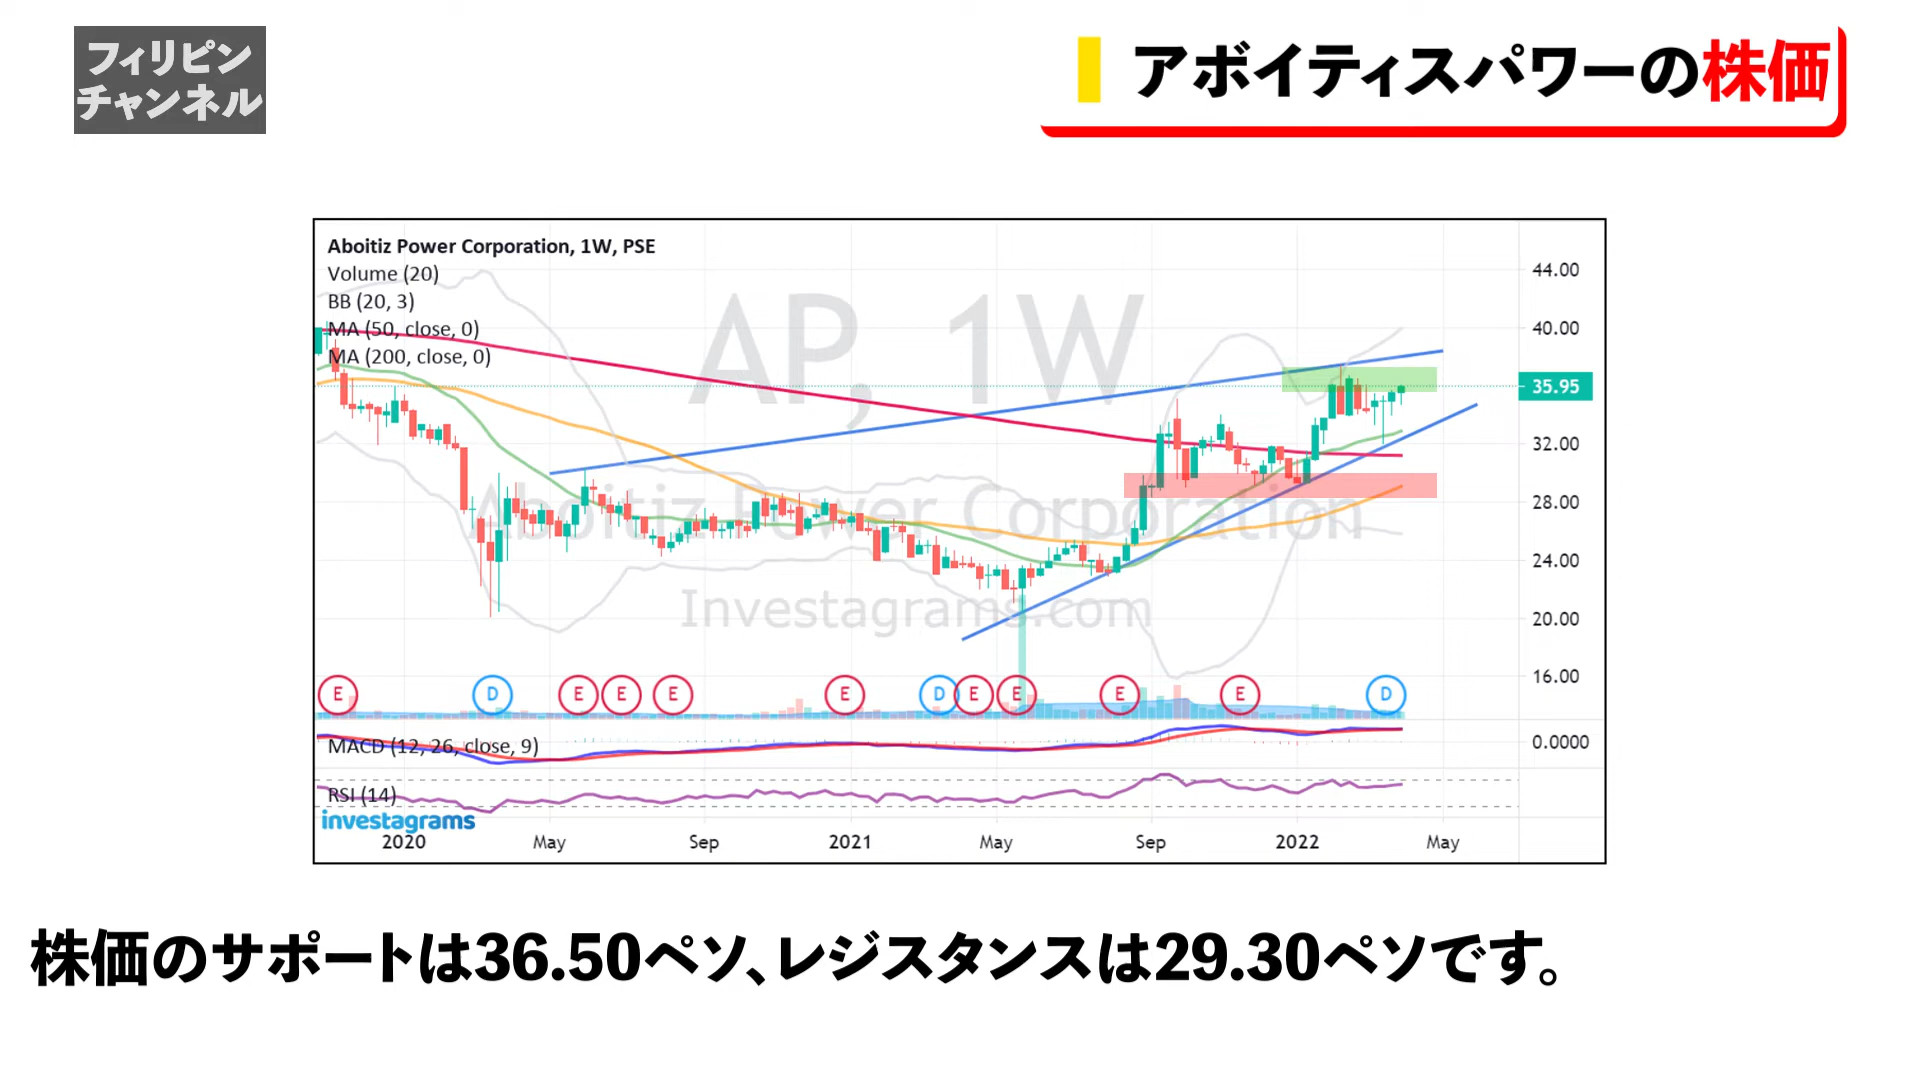 フィリピン
チャンネル
アボイティスパワーの株価
Aboitiz Power Corporation, 1W, PSE
Volume (20)
BB (20, 3)
MA (50, close, 0)
MA (200, close, 0)
AP, 1W
Aboitiz Power Corporation
Investagrams.com
44.00
40.00
35.95
32.00
28.00
24.00
20.00
16.00
E D E E E E D E E E E D
MACD (12, 26, close, 9)
0.0000
RSI (14)
investagrams
2020 May Sep 2021 May Sep 2022 May
株価のサポートは36.50ペソ、レジスタンスは29.30ペソです。